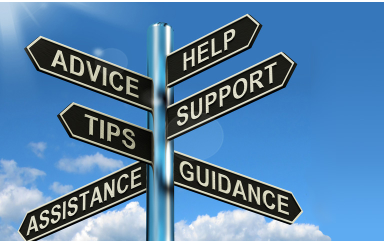 HELP
ADVICE
SUPPORT
TIPS
ASSISTANCE
GUIDANCE